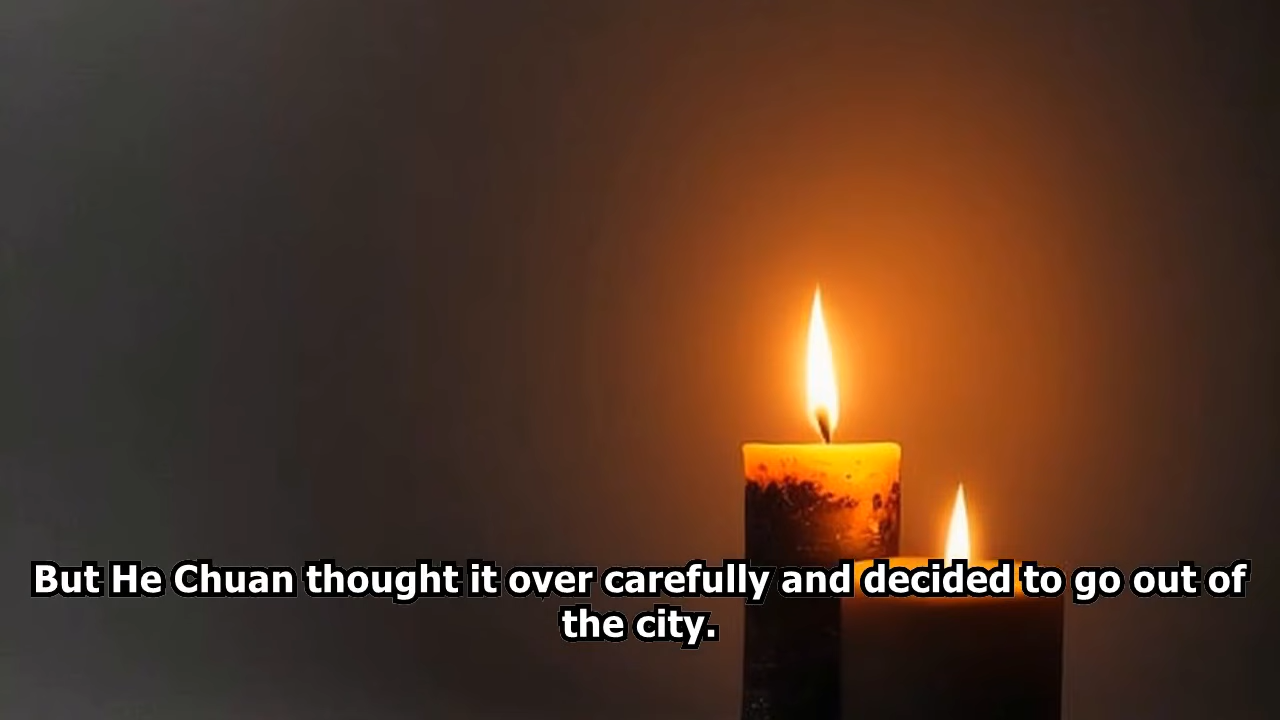 But He Chuan thought it over carefully and decided to go out of
the city.